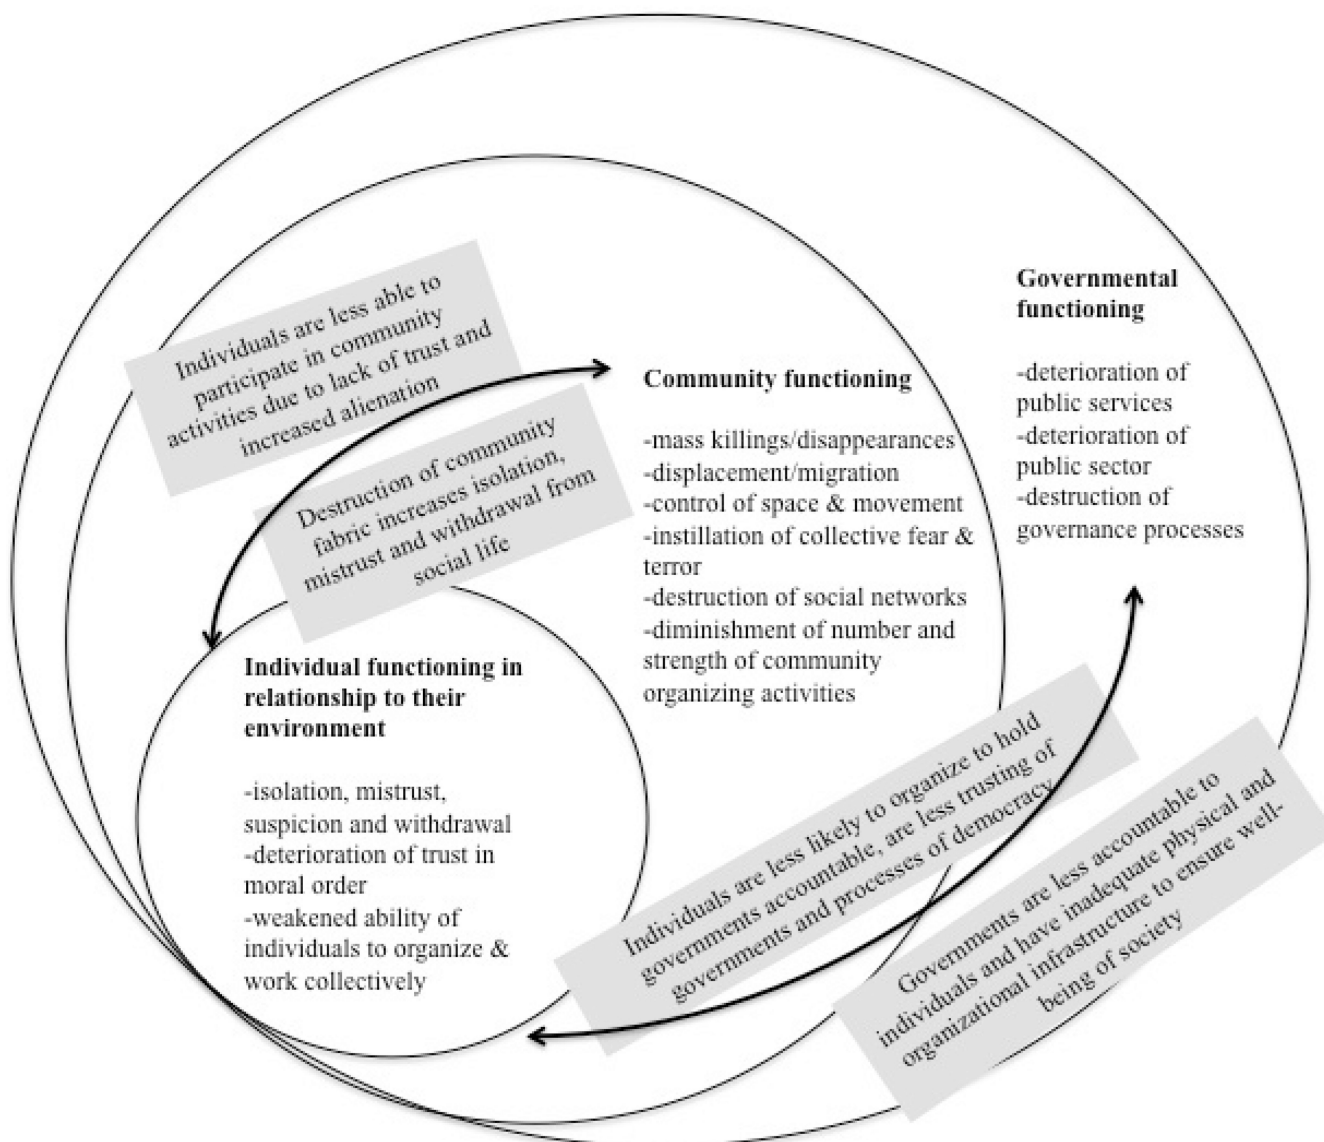 Individuals are less able to
participate in community
activities due to lack of trust and
increased alienation
Destruction of community
fabric increases isolation,
mistrust and withdrawal from
social life
Governmental
functioning
-deterioration of
public services
-deterioration of
public sector
-destruction of
governance processes
Community functioning
-mass killings/disappearances
-displacement/migration
-control of space & movement
-instillation of collective fear &
terror
-destruction of social networks
-diminishment of number and
strength of community
organizing activities
Individual functioning in
relationship to their
environment
-isolation, mistrust,
suspicion and withdrawal
-deterioration of trust in
moral order
-weakened ability of
individuals to organize &
work collectively
Individuals are less likely to organize to hold
governments accountable, are less trusting of
governments and processes of democracy
Governments are less accountable to
individuals and have inadequate physical and
organizational infrastructure to ensure well-
being of society